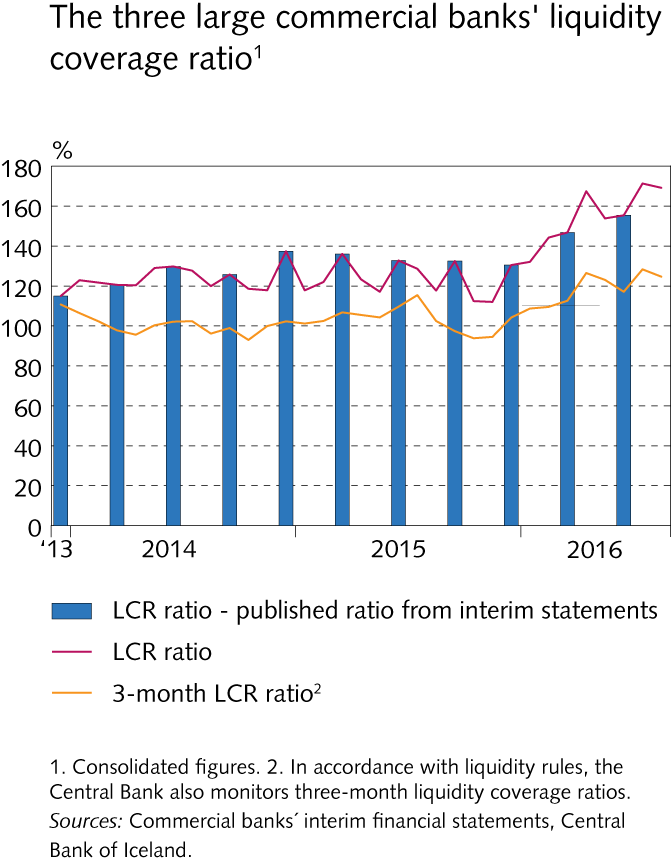 The three large commercial banks' liquidity
coverage ratio¹
%
180
160
140
120
100
80
60
40
20
0
‘13 2014 2015 2016
LCR ratio - published ratio from interim statements
LCR ratio
3-month LCR ratio²
1. Consolidated figures. 2. In accordance with liquidity rules, the
Central Bank also monitors three-month liquidity coverage ratios.
Sources: Commercial banks´ interim financial statements, Central
Bank of Iceland.